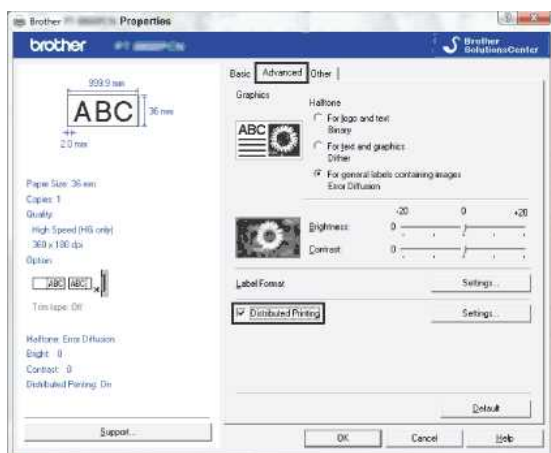 Brother Properties
brother
Brother
SolutionsCenter
999.9 mm
ABC
36 mm
2.0 mm
Paper Size: 36 mm
Copies: 1
Quality:
High Speed (HG only)
360 x 180 dpi
Option:
ABC ABC
Trim tape: Off
Halftone: Error Diffusion
Bright: 0
Contrast: 0
Distributed Printing: On
Support...
Basic Advanced Other
Graphics
ABC
Halftone
For logo and text
Binary
For text and graphics
Dither
For general labels containing images
Error Diffusion
-20 0 +20
Brightness 0
Contrast 0
Label Format Settings...
Distributed Printing Settings...
Default
OK Cancel Help